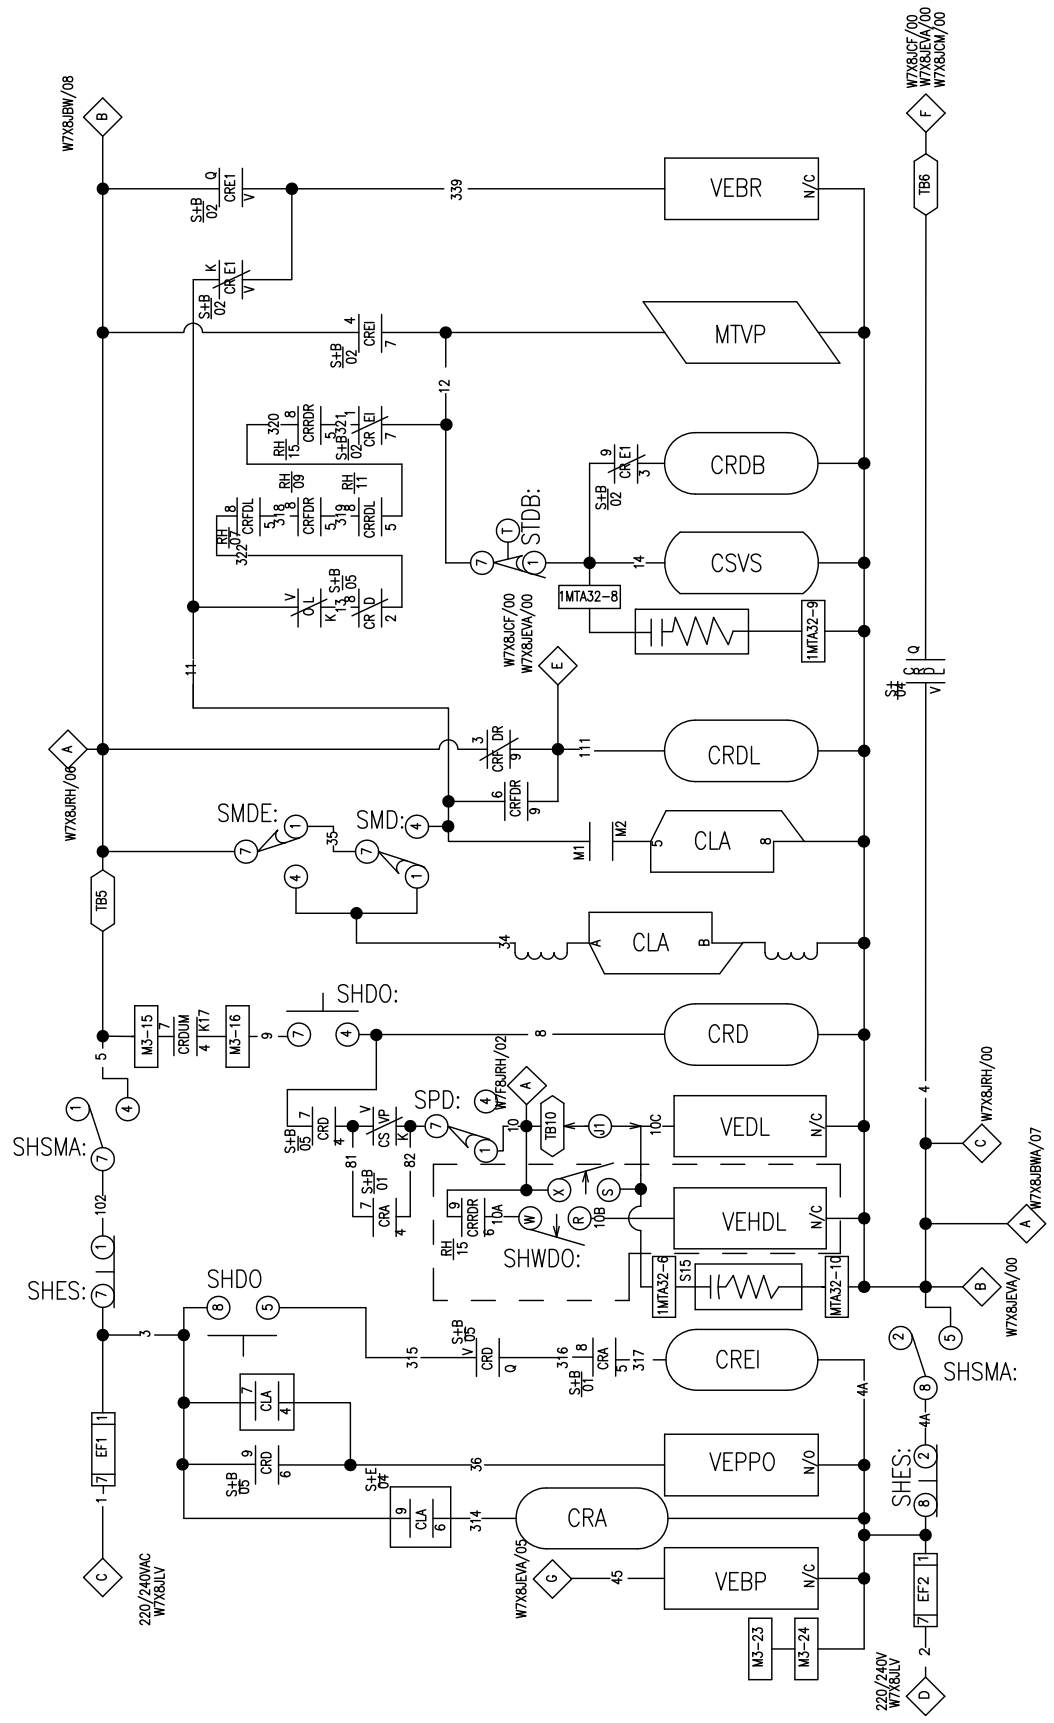 W7X8JBW/08
B
W7X8JCF/00
W7X8JEVA/00
W7X8JCM/00
F
TB6
Q
CRE1
V
S+B
02
339
VEBR
N/C
K
CR E1
V
S+B
02
4
CREI
7
S+B
02
MTVP
12
320
8
CRRDR
5
RH
15
321
1
CR EI
7
S+B
02
8
CRFDL
5
RH
07
322
318
8
CRFDR
5
RH
09
319
8
CRRDL
5
RH
11
V
O L
K
13
8
CR D
2
S+B
05
9
CR E1
3
S+B
02
CRDB
7
T
1
STDB:
14
CSVS
1MTA32-8
1MTA32-9
11
W7X8JCF/00
W7X8JEVA/00
E
S+
04
Q
C
R
D
L
V
A
W7X8JRH/06
3
CRF DR
9
111
CRDL
6
CRFDR
9
SMDE:
1
7
35
4
SMD:
4
7
1
M1
M2
5
CLA
8
TB5
34
A
CLA
B
5
M3-15
7
CRDUM
4
K17
M3-16
9
SHDO:
7
4
8
CRD
1
4
SHSMA:
7
S+B
05
7
CRD
4
V
CS VP
K
SPD:
7
4
1
W7F8JRH/02
A
10
TB10
J1
10C
VEDL
N/C
4
W7X8JRH/00
C
81
82
S+B
01
7
CRA
4
9
CRRDR
6
RH
15
10A
X
S
W
R
10B
SHWDO:
VEHDL
N/C
W7X8JBWA/07
A
102
1
SHES:
7
1MTA32-6
S15
MTA32-10
B
W7X8JEVA/00
3
SHDO
8
5
315
S+B
05
V
CRD
Q
316
8
CRA
5
S+B
01
317
CREI
4A
2
5
SHSMA:
8
4A
7
CLA
4
1
EF1
7
9
CRD
6
S+B
05
36
VEPPO
N/O
SHES:
2
8
S+E
04
9
CLA
6
314
CRA
1
C
220/240VAC
W7X8JLV
W7X8JEVA/05
G
45
VEBP
N/C
1
EF2
7
M3-23
M3-24
2
220/240V
W7X8JLV
D